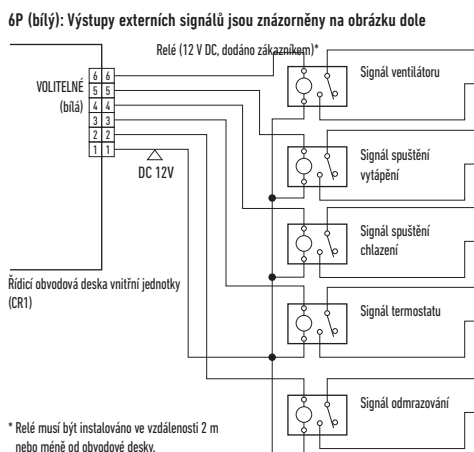 6P (bílý): Výstupy externích signálů jsou znázorněny na obrázku dole
Relé (12 V DC, dodáno zákazníkem)*
VOLITELNÉ
(bílá)
6 6
5 5
4 4
3 3
2 2
1 1
DC 12V
Signál ventilátoru
Signál spuštění
vytápění
Signál spuštění
chlazení
Řídicí obvodová deska vnitřní jednotky
(CR1)
Signál termostatu
Signál odmrazování
* Relé musí být instalováno ve vzdálenosti 2 m
nebo méně od obvodové desky.